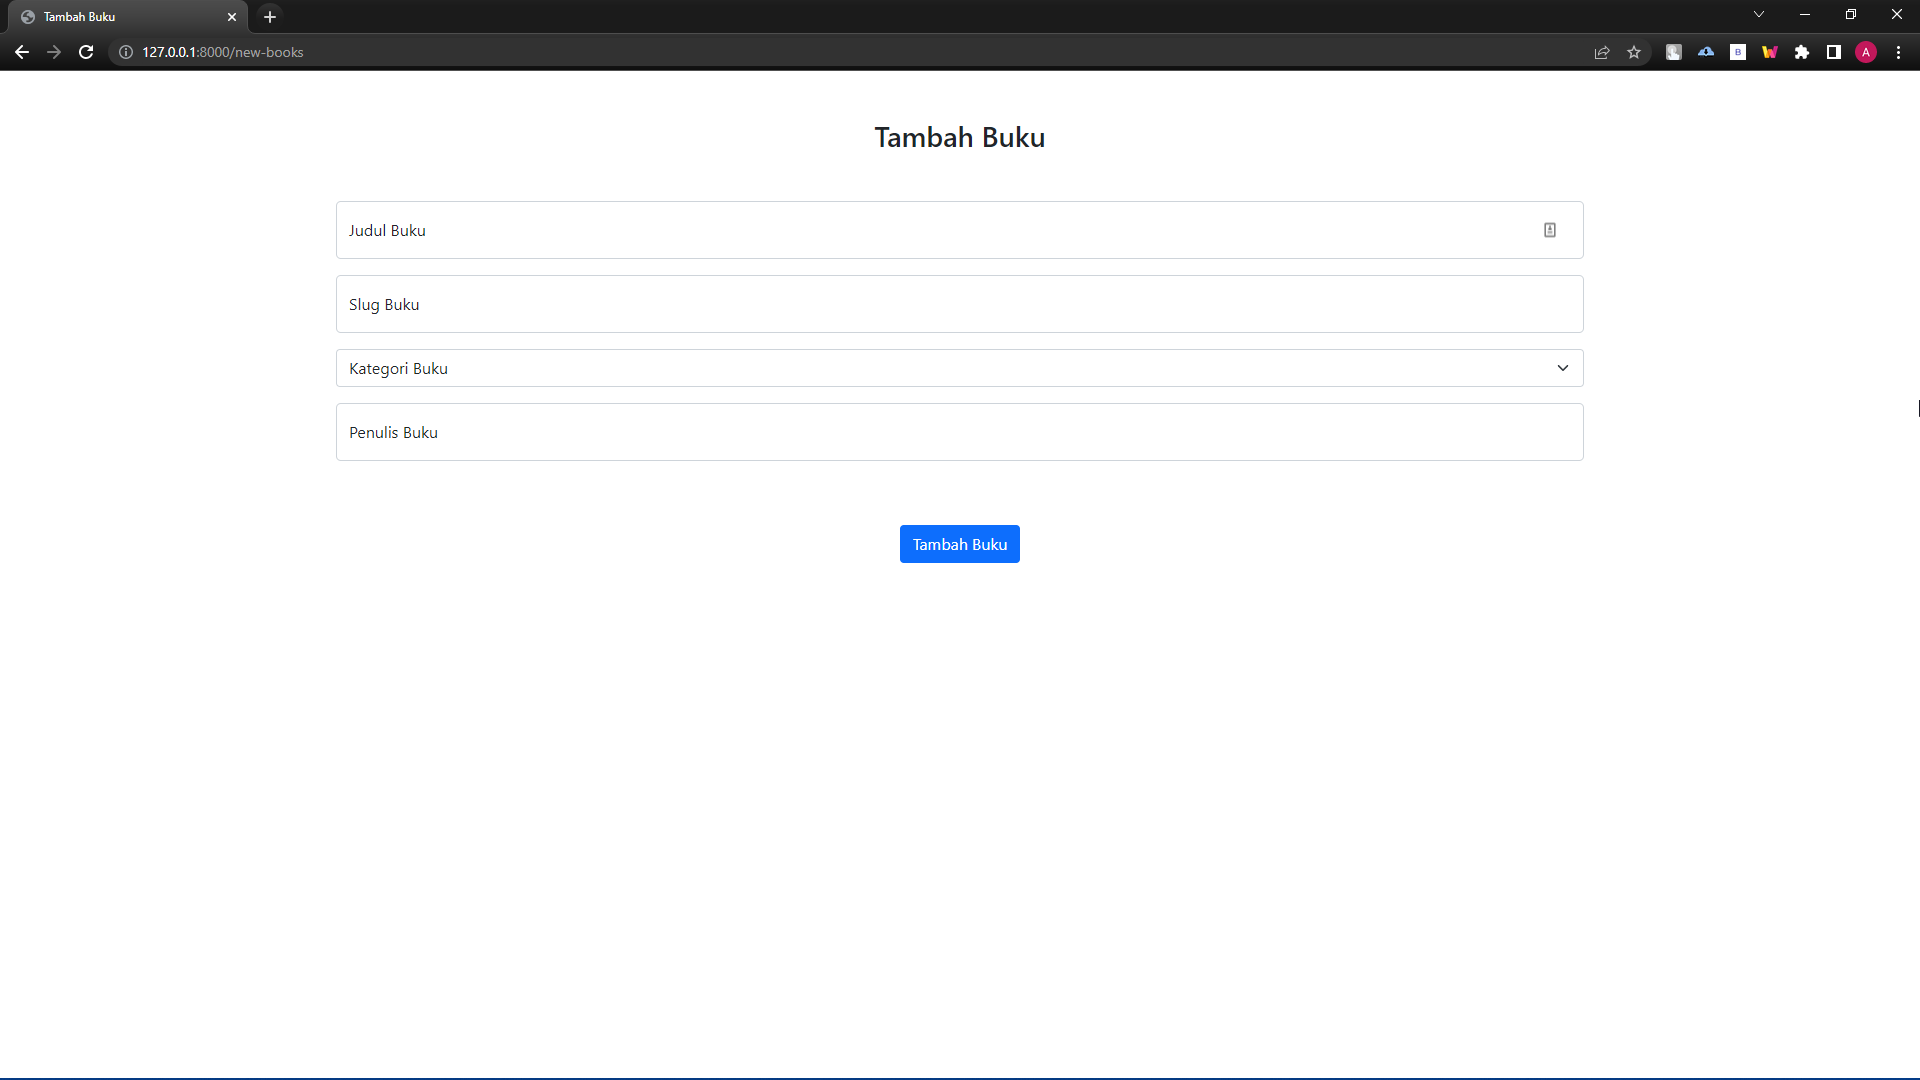 Tambah Buku
127.0.0.1:8000/new-books
B
A
Tambah Buku
Judul Buku
Slug Buku
Kategori Buku
Penulis Buku
Tambah Buku